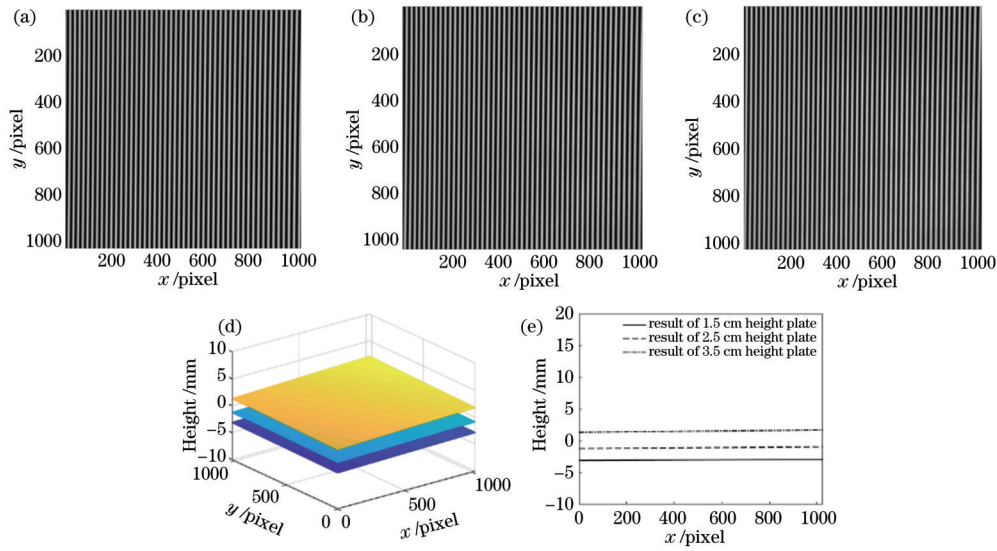 (a)
200
400
600
800
1000
y /pixel
200 400 600 800 1000
x /pixel
(b)
200
400
600
800
1000
y /pixel
200 400 600 800 1000
x /pixel
(c)
200
400
600
800
1000
y /pixel
200 400 600 800 1000
x /pixel
(d)
10
5
0
−5
−10
Height /mm
1000
500
0
y /pixel
0
500
1000
x /pixel
(e)
20
15
10
5
0
−5
−10
Height /mm
result of 1.5 cm height plate
result of 2.5 cm height plate
result of 3.5 cm height plate
0 200 400 600 800 1000
x /pixel